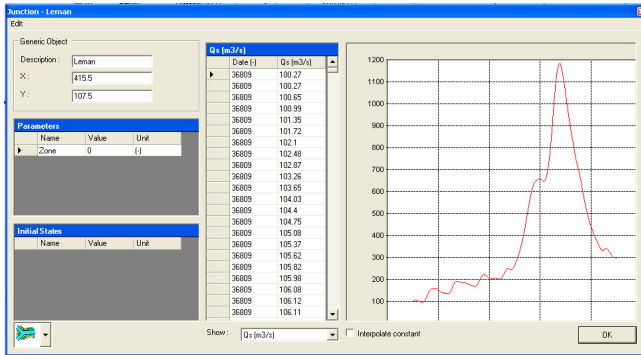 Junction - Leman
Edit
Generic Object
Description : Leman
X : 415.5
Y : 107.5
Parameters
Name Value Unit
Zone 0 (-)
Initial States
Name Value Unit
Qs (m3/s)
Date (-) Qs (m3/s)
36809 100.27
36809 100.27
36809 100.65
36809 100.99
36809 101.35
36809 101.72
36809 102.1
36809 102.48
36809 102.87
36809 103.26
36809 103.65
36809 104.03
36809 104.4
36809 104.75
36809 105.08
36809 105.37
36809 105.62
36809 105.82
36809 105.98
36809 106.08
36809 106.12
36809 106.11
Show : Qs (m3/s)
1200
1100
1000
900
800
700
600
500
400
300
200
100
Interpolate constant
OK